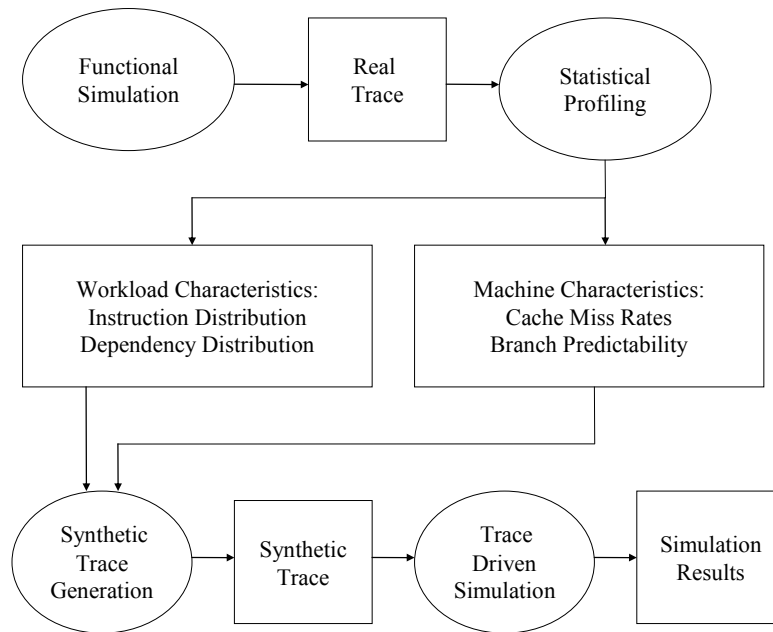 Functional
Simulation
Real
Trace
Statistical
Profiling
Workload Characteristics:
Instruction Distribution
Dependency Distribution
Machine Characteristics:
Cache Miss Rates
Branch Predictability
Synthetic
Trace
Generation
Synthetic
Trace
Trace
Driven
Simulation
Simulation
Results